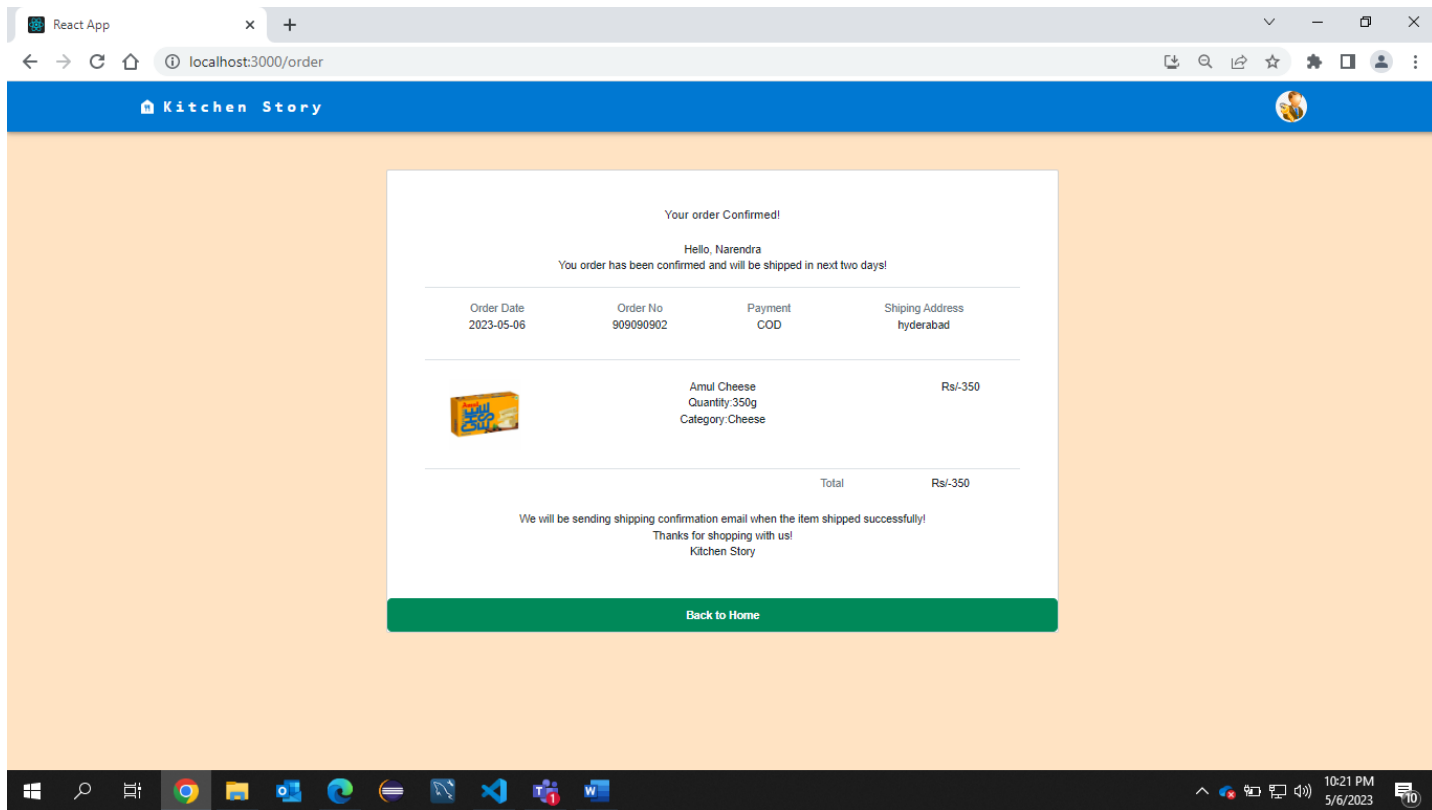 React App
localhost:3000/order
Kitchen Story
Your order Confirmed!
Hello, Narendra
You order has been confirmed and will be shipped in next two days!
Order Date Order No Payment Shiping Address
2023-05-06 909090902 COD hyderabad
Amul Cheese Rs/-350
Quantity:350g
Category:Cheese
Amul
Total Rs/-350
We will be sending shipping confirmation email when the item shipped successfully!
Thanks for shopping with us!
Kitchen Story
Back to Home
10:21 PM
5/6/2023
10